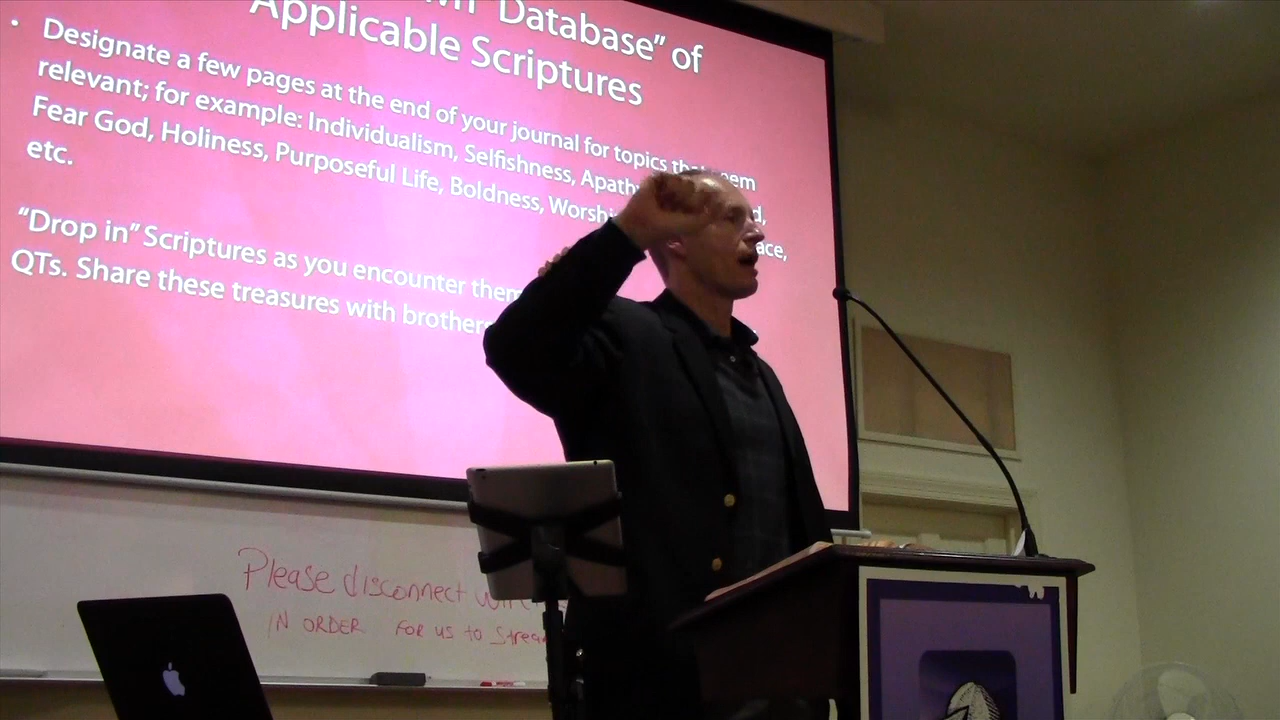 Database” of
Applicable Scriptures
• Designate a few pages at the end of your journal for topics that
relevant; for example: Individualism, Selfishness, Apathy
Fear God, Holiness, Purposeful Life, Boldness, Worship
etc.
“Drop in” Scriptures as you encounter them
QTs. Share these treasures with brothers
Please disconnect
IN ORDER FOR US to Stream